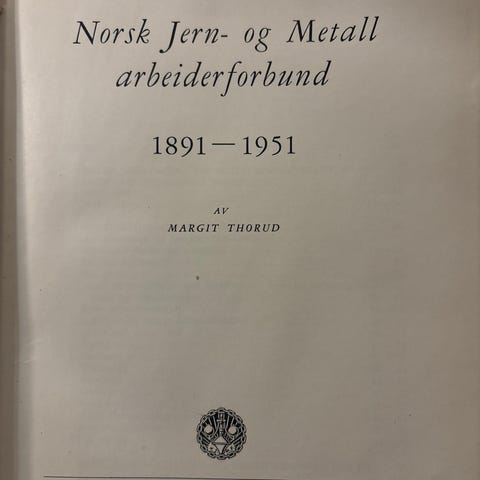 Norsk Jern- og Metall
arbeiderforbund
1891—1951
AV
MARGIT THORUD